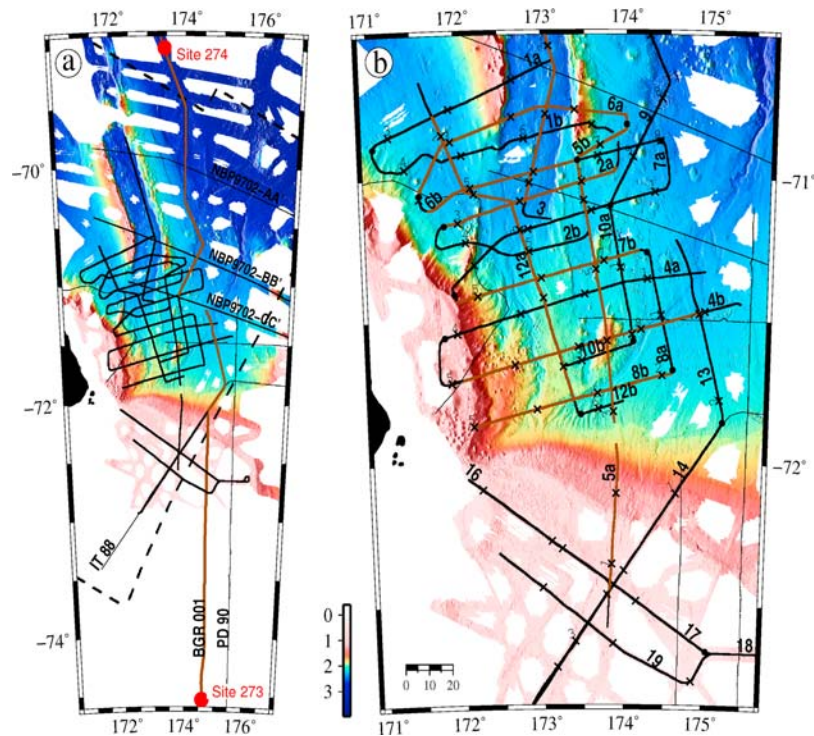 172° 174° 176°
171° 172° 173° 174° 175°
a
Site 274
b
1a
9
6a
1b
5b
2a
7a
-70°
NBP9702-AA'
-71°
6b
3
2b
10a
12a
7b
NBP9702-BB'
NBP9702-dC'
4a
4b
10b
8a
8b
12b
13
-72°
-72°
5a
14
16
IT 88
17
18
19
0
1
2
3
0 10 20
BGR 001
PD 90
-74°
Site 273
172° 174° 176°
171° 172° 173° 174° 175°